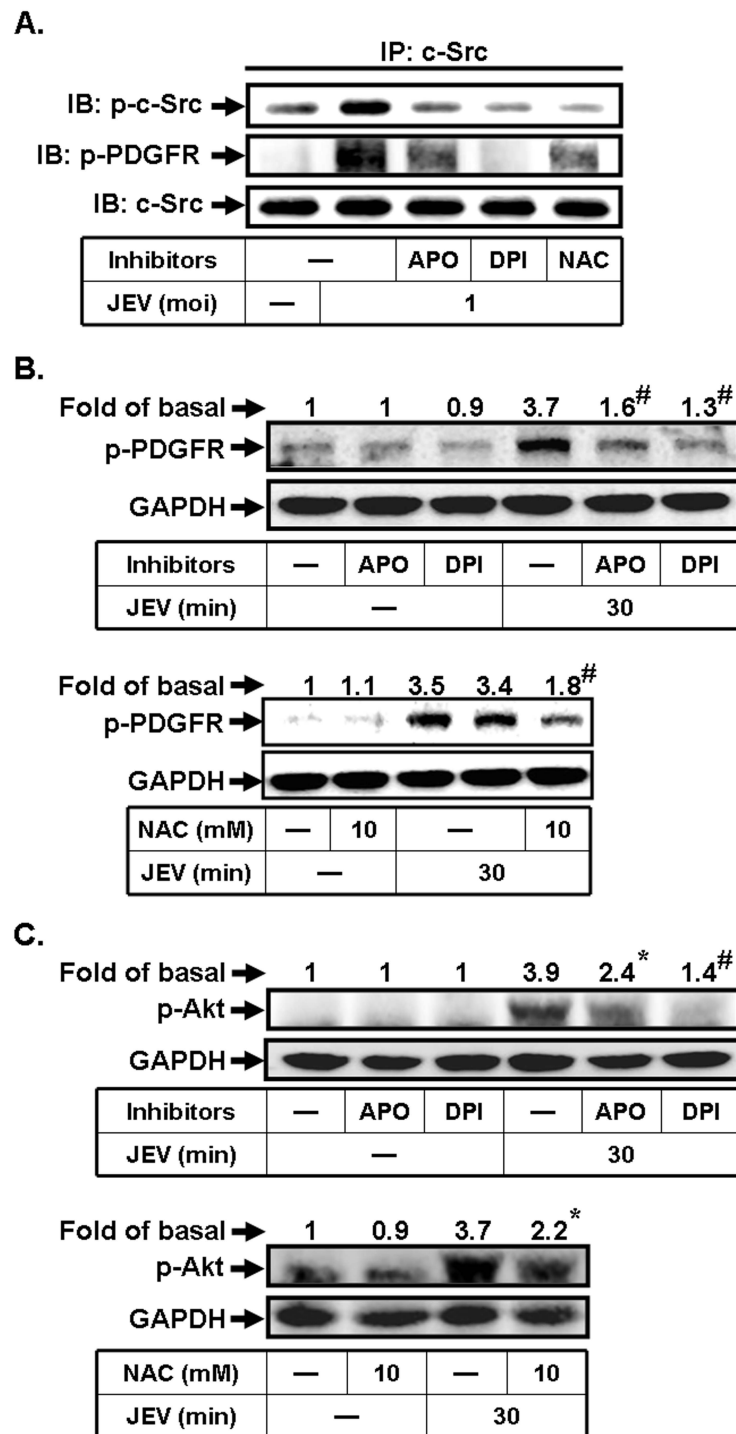 A.
IP: c-Src
IB: p-c-Src
IB: p-PDGFR
IB: c-Src
Inhibitors — APO DPI NAC
JEV (moi) — 1
B.
Fold of basal 1 1 0.9 3.7 1.6# 1.3#
p-PDGFR
GAPDH
Inhibitors — APO DPI — APO DPI
JEV (min) — 30
Fold of basal 1 1.1 3.5 3.4 1.8#
p-PDGFR
GAPDH
NAC (mM) — 10 — 10
JEV (min) — 30
C.
Fold of basal 1 1 1 3.9 2.4* 1.4#
p-Akt
GAPDH
Inhibitors — APO DPI — APO DPI
JEV (min) — 30
Fold of basal 1 0.9 3.7 2.2*
p-Akt
GAPDH
NAC (mM) — 10 — 10
JEV (min) — 30